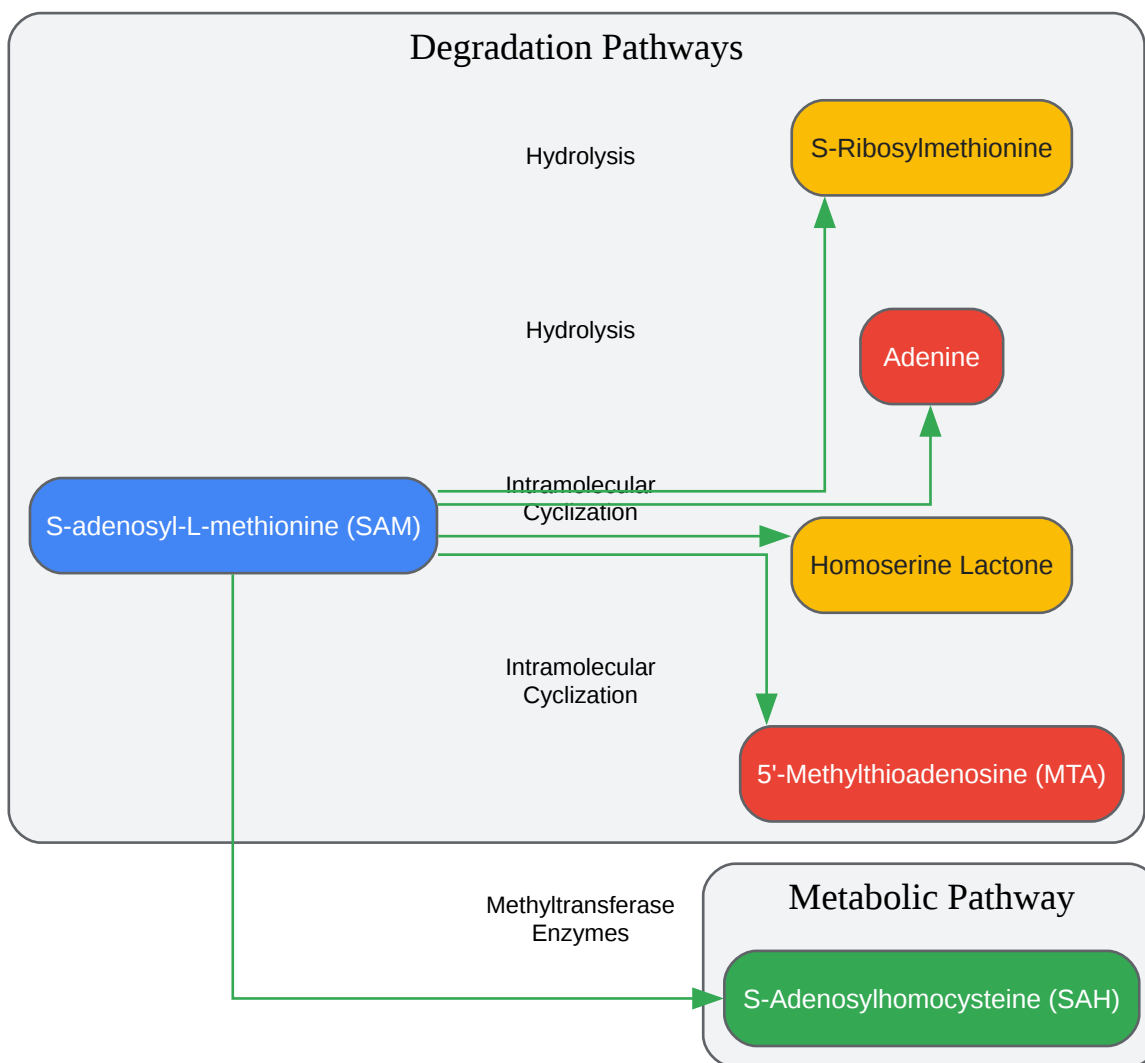 Degradation Pathways
Hydrolysis
S-Ribosylmethionine
Hydrolysis
Adenine
S-adenosyl-L-methionine (SAM)
Intramolecular
Cyclization
Homoserine Lactone
Intramolecular
Cyclization
5'-Methylthioadenosine (MTA)
Methyltransferase
Enzymes
Metabolic Pathway
S-Adenosylhomocysteine (SAH)